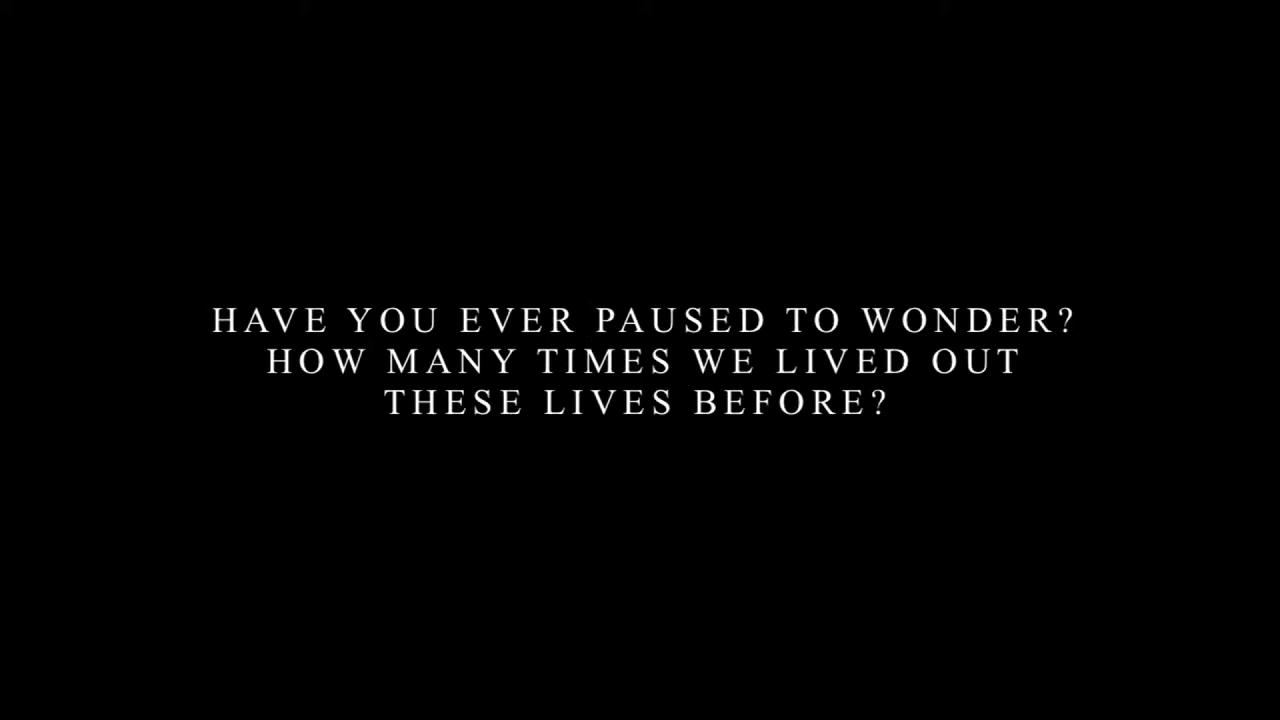 HAVE YOU EVER PAUSED TO WONDER?
HOW MANY TIMES WE LIVED OUT
THESE LIVES BEFORE?